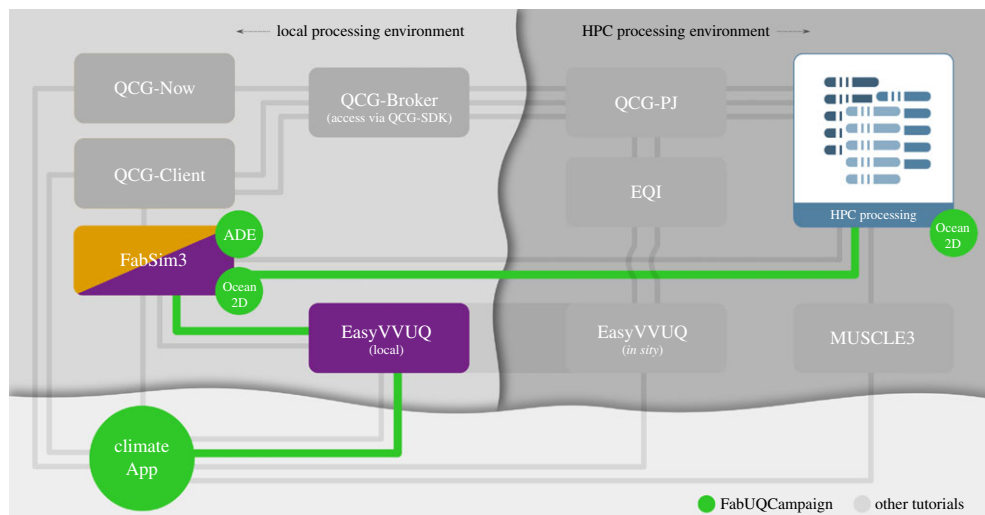 local processing environment
HPC processing environment
QCG-Now
QCG-Broker
(access via QCG-SDK)
QCG-PJ
QCG-Client
EQI
HPC processing
ADE
Ocean
2D
FabSim3
Ocean
2D
EasyVVUQ
(local)
EasyVVUQ
(in sity)
MUSCLE3
climate
App
FabUQCampaign
other tutorials